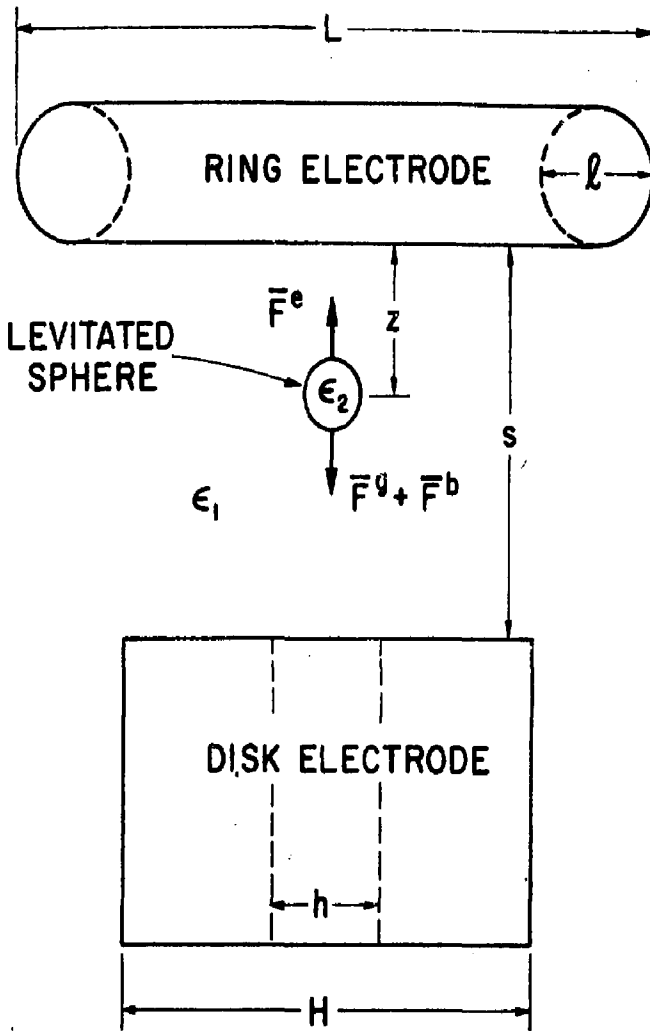 L
RING ELECTRODE
ℓ
F̅ᵉ
z
LEVITATED
SPHERE
ϵ₂
s
F̅ᵍ + F̅ᵇ
ϵ₁
DISK ELECTRODE
h
H